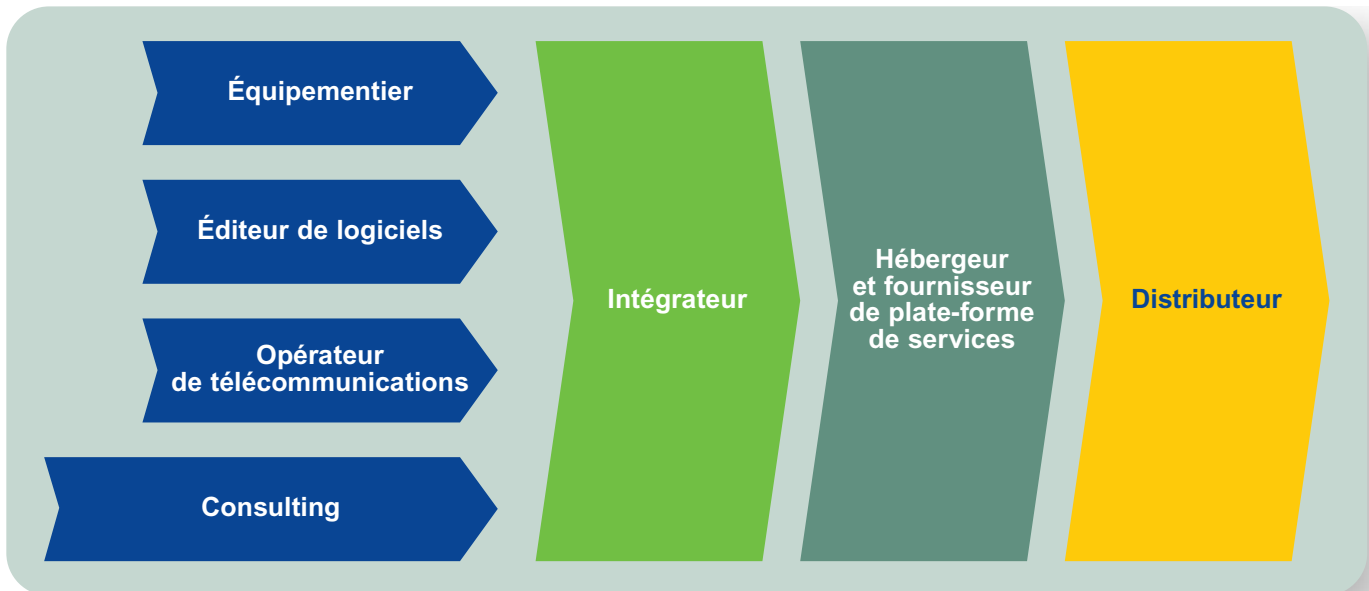 Équipementier
Éditeur de logiciels
Opérateur
de télécommunications
Consulting
Intégrateur
Hébergeur
et fournisseur
de plate-forme
de services
Distributeur